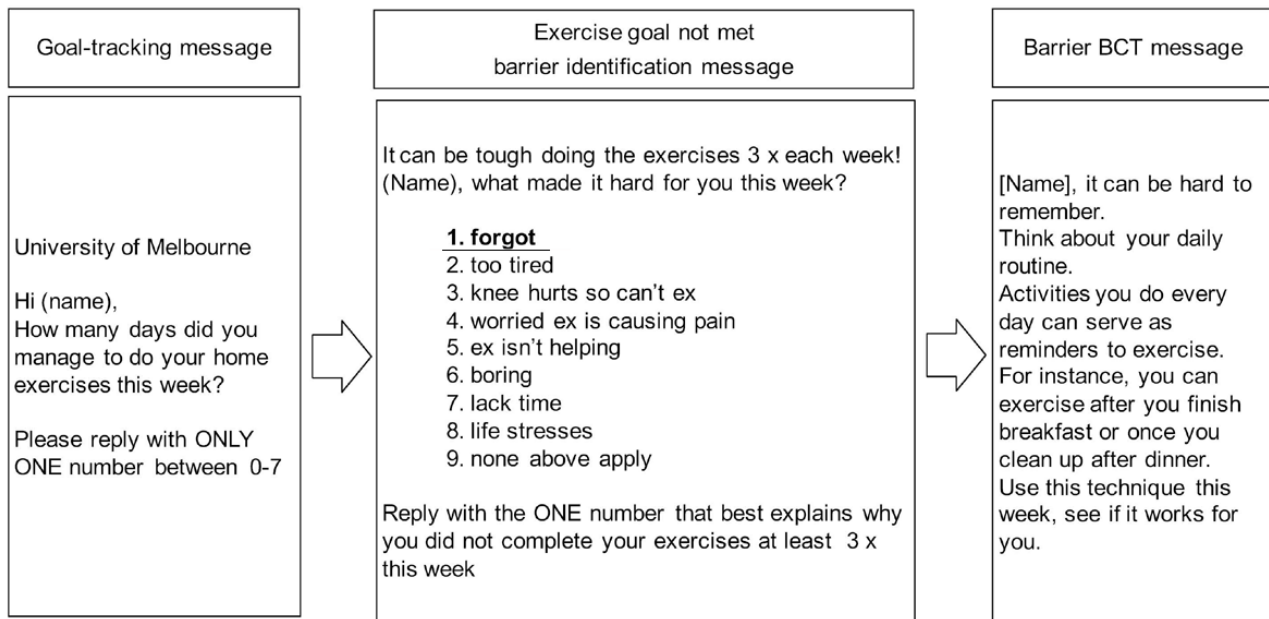 Goal-tracking message
University of Melbourne
Hi (name),
How many days did you
manage to do your home
exercises this week?
Please reply with ONLY
ONE number between 0-7
Exercise goal not met
barrier identification message
It can be tough doing the exercises 3 x each week!
(Name), what made it hard for you this week?
1. forgot
2. too tired
3. knee hurts so can't ex
4. worried ex is causing pain
5. ex isn't helping
6. boring
7. lack time
8. life stresses
9. none above apply
Reply with the ONE number that best explains why
you did not complete your exercises at least 3 x
this week
Barrier BCT message
[Name], it can be hard to
remember.
Think about your daily
routine.
Activities you do every
day can serve as
reminders to exercise.
For instance, you can
exercise after you finish
breakfast or once you
clean up after dinner.
Use this technique this
week, see if it works for
you.